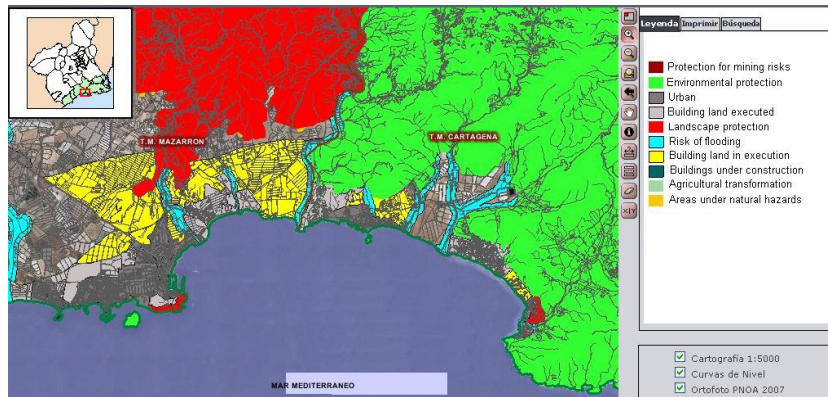 T.M. MAZARRON
T.M. CARTAGENA
MAR MEDITERRANEO
Leyenda Imprimir Búsqueda
Protection for mining risks
Environmental protection
Urban
Building land executed
Landscape protection
Risk of flooding
Building land in execution
Buildings under construction
Agricultural transformation
Areas under natural hazards
Cartografía 1:5000
Curvas de Nivel
Ortofoto PNOA 2007